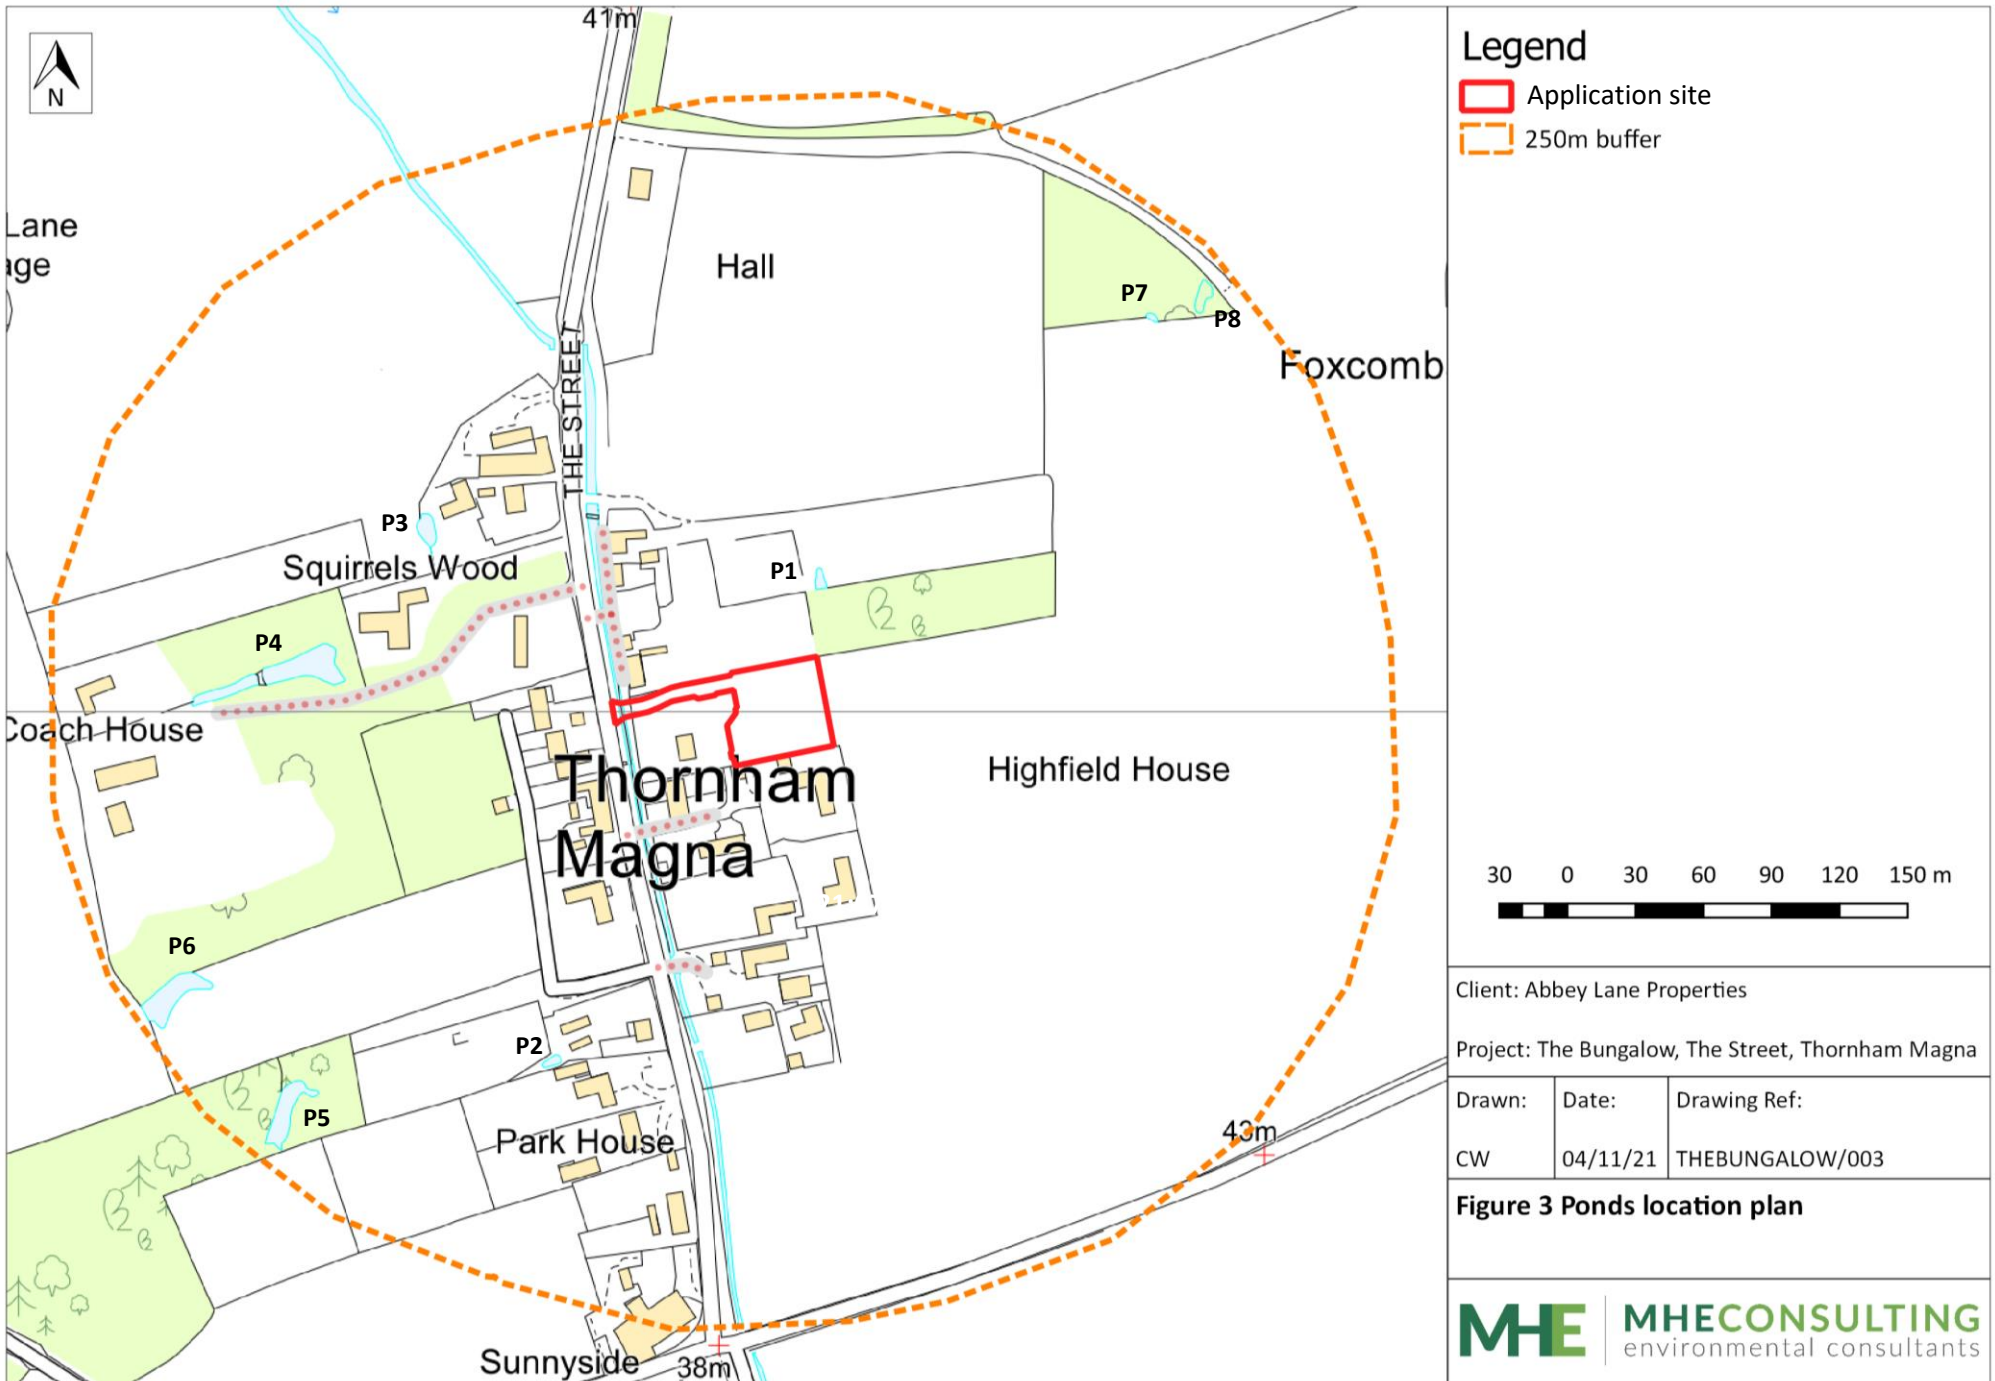 41m
N
Lane
age
Hall
P7
P8
Foxcomb
THE STREET
P3
Squirrels Wood
P1
P4
Coach House
Thornham
Magna
Highfield House
P6
P2
P5
Park House
43m
Sunnyside
38m
Legend
Application site
250m buffer
30 0 30 60 90 120 150 m
Client: Abbey Lane Properties
Project: The Bungalow, The Street, Thornham Magna
Drawn: Date: Drawing Ref:
CW 04/11/21 THEBUNGALOW/003
Figure 3 Ponds location plan
MHE MHECONSULTING
environmental consultants